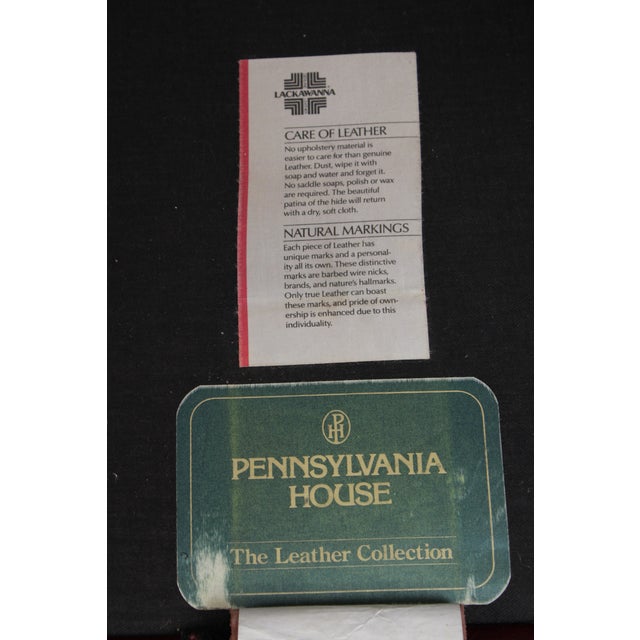 LACKAWANNA
CARE OF LEATHER
No upholstery material is
easier to care for than genuine
Leather. Dust, wipe it with
soap and water and forget it.
No saddle soaps, polish or wax
are required. The beautiful
patina of the hide will return
with a dry, soft cloth.
NATURAL MARKINGS
Each piece of Leather has
unique marks and a personal-
ity all its own. These distinctive
marks are barbed wire nicks,
brands, and nature's hallmarks.
Only true Leather can boast
these marks, and pride of own-
ership is enhanced due to this
individuality.
PH
PENNSYLVANIA
HOUSE
The Leather Collection